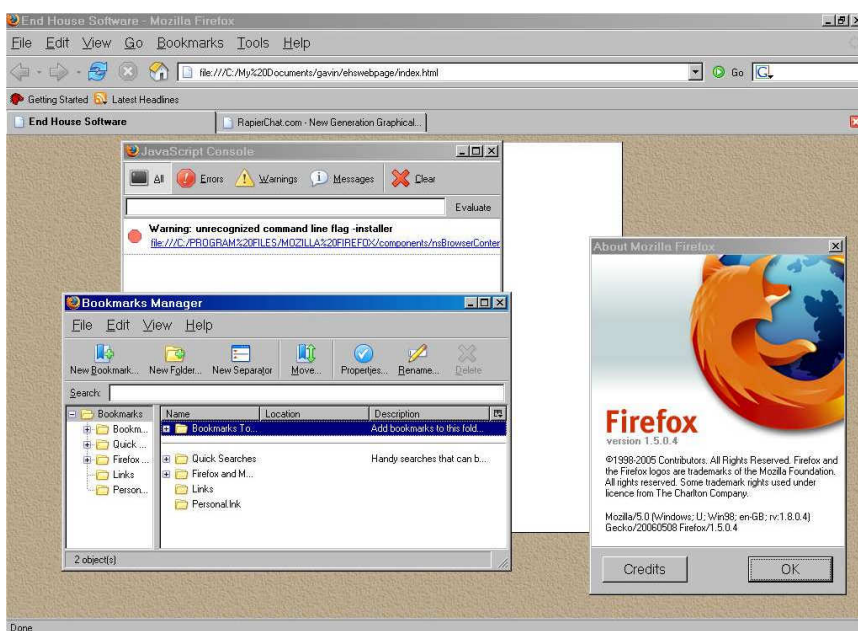 End House Software - Mozilla Firefox
File Edit View Go Bookmarks Tools Help
file:///C:/My%20Documents/gavin/ehswebpage/index.html
Go
G
Getting Started Latest Headlines
End House Software
RapierChat.com - New Generation Graphical...
JavaScript Console
All Errors Warnings Messages Clear
Evaluate
Warning: unrecognized command line flag -installer
file:///C:/PROGRAM%20FILES/MOZILLA%20FIREFOX/components/nsBrowserConter
Bookmarks Manager
File Edit View Help
New Bookmark... New Folder... New Separator Move... Properties... Rename... Delete
Search:
Bookmarks
Bookm...
Quick ...
Firefox ...
Links
Person...
Name Location Description
Bookmarks To... Add bookmarks to this fold...
Quick Searches Handy searches that can b...
Firefox and M...
Links
Personal.lnk
2 object(s)
About Mozilla Firefox
Firefox
version 1.5.0.4
©1998-2005 Contributors. All Rights Reserved. Firefox and
the Firefox logos are trademarks of the Mozilla Foundation.
All rights reserved. Some trademark rights used under
licence from The Charlton Company.
Mozilla/5.0 (Windows; U; Win98; en-GB; rv:1.8.0.4)
Gecko/20060508 Firefox/1.5.0.4
Credits OK
Done